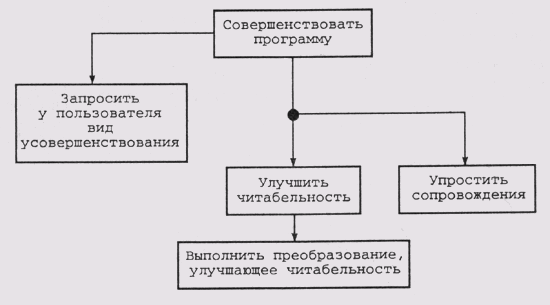 Совершенствовать
программу
Запросить
у пользователя
вид
усовершенствования
Улучшить
читабельность
Упростить
сопровождения
Выполнить преобразование,
улучшающее читабельность